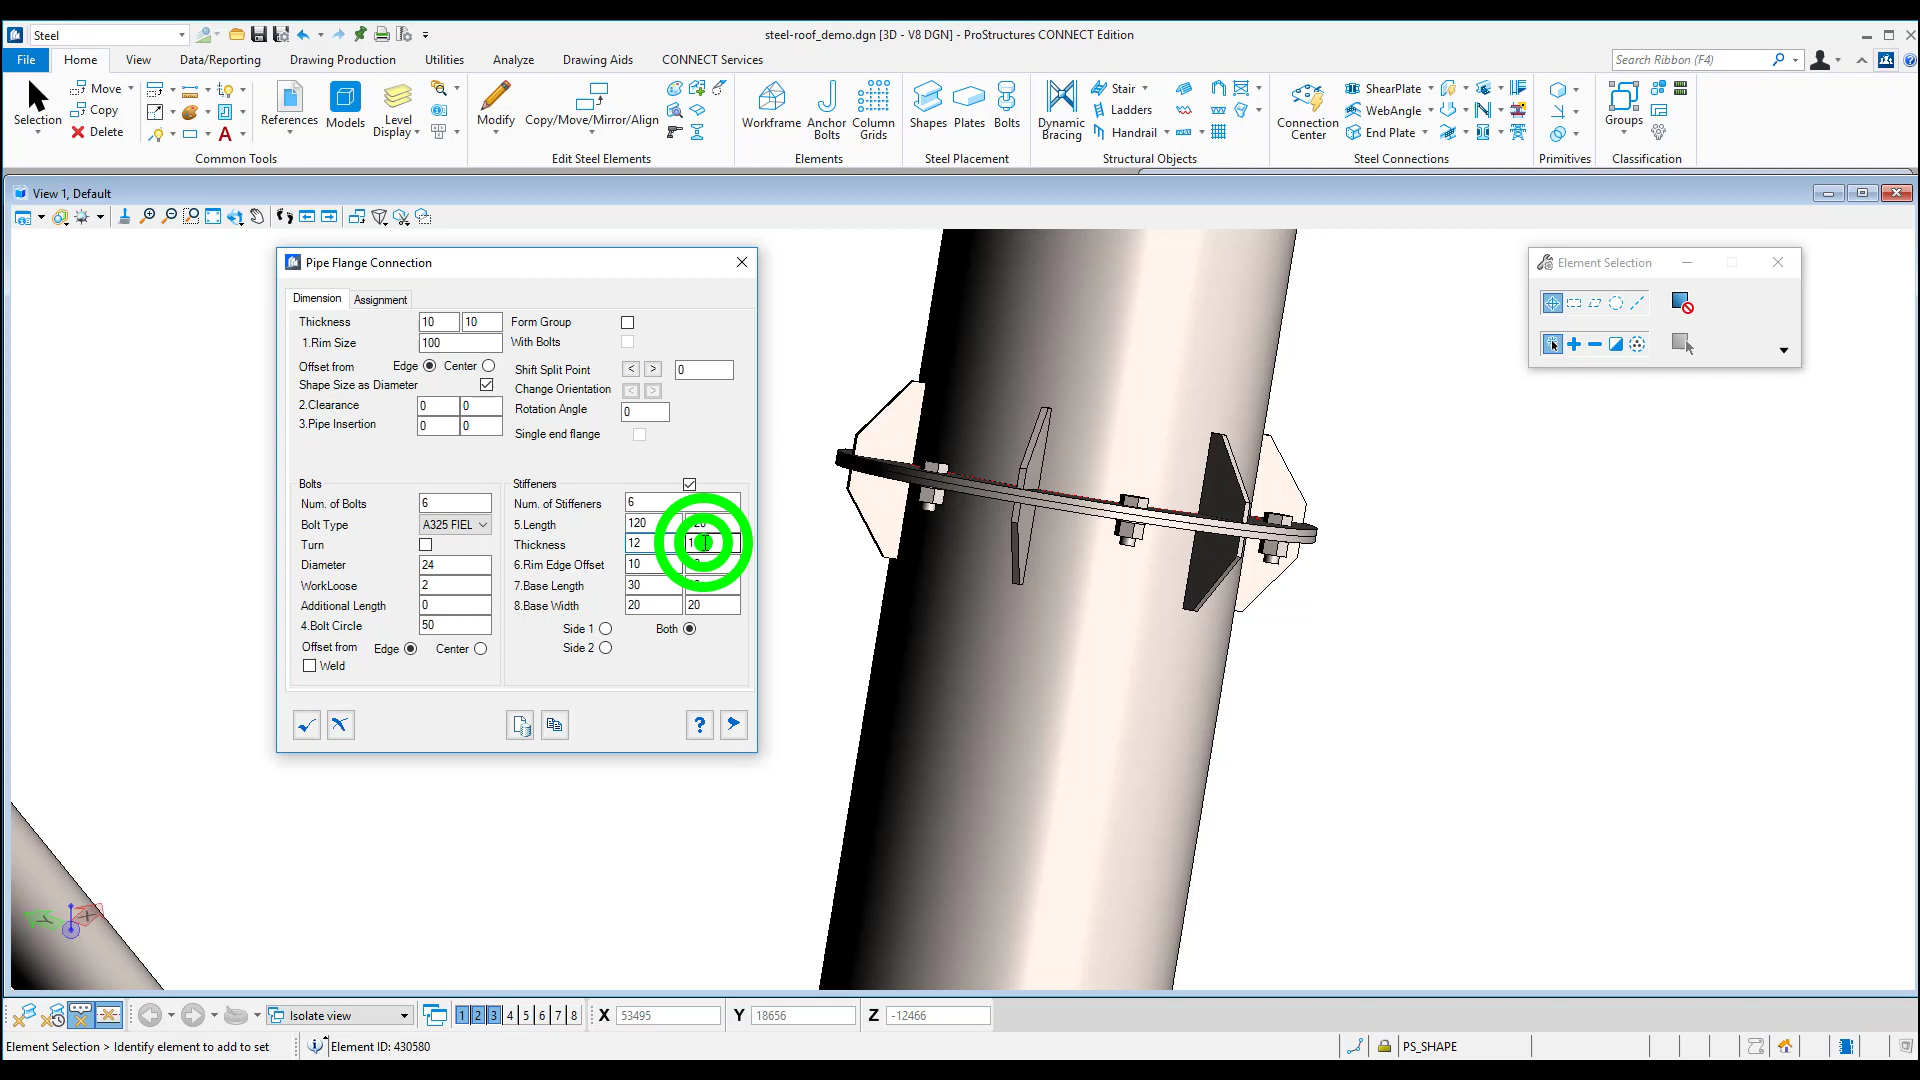 Steel
steel-roof_demo.dgn [3D - V8 DGN] - ProStructures CONNECT Edition
File Home View Data/Reporting Drawing Production Utilities Analyze Drawing Aids CONNECT Services
Search Ribbon (F4)
Selection
Move
Copy
Delete
References
Models
Level Display
Common Tools
Modify
Copy/Move/Mirror/Align
Edit Steel Elements
Workframe
Anchor Bolts
Column Grids
Elements
Shapes
Plates
Bolts
Steel Placement
Dynamic Bracing
Stair
Ladders
Handrail
Structural Objects
Connection Center
ShearPlate
WebAngle
End Plate
Steel Connections
Primitives
Groups
Classification
View 1, Default
Pipe Flange Connection
Dimension Assignment
Thickness 10 10
1.Rim Size 100
Offset from Edge Center
Shape Size as Diameter
2.Clearance 0 0
3.Pipe Insertion 0 0
Form Group
With Bolts
Shift Split Point < > 0
Change Orientation < >
Rotation Angle 0
Single end flange
Bolts
Num. of Bolts 6
Bolt Type A325 FIEL
Turn
Diameter 24
WorkLoose 2
Additional Length 0
4.Bolt Circle 50
Offset from Edge Center
Weld
Stiffeners
Num. of Stiffeners 6
5.Length 120
Thickness 12
6.Rim Edge Offset 10
7.Base Length 30
8.Base Width 20 20
Side 1 Both
Side 2
Element Selection
Isolate view
1 2 3 4 5 6 7 8
X 53495 Y 18656 Z -12466
Element Selection > Identify element to add to set
Element ID: 430580
PS_SHAPE